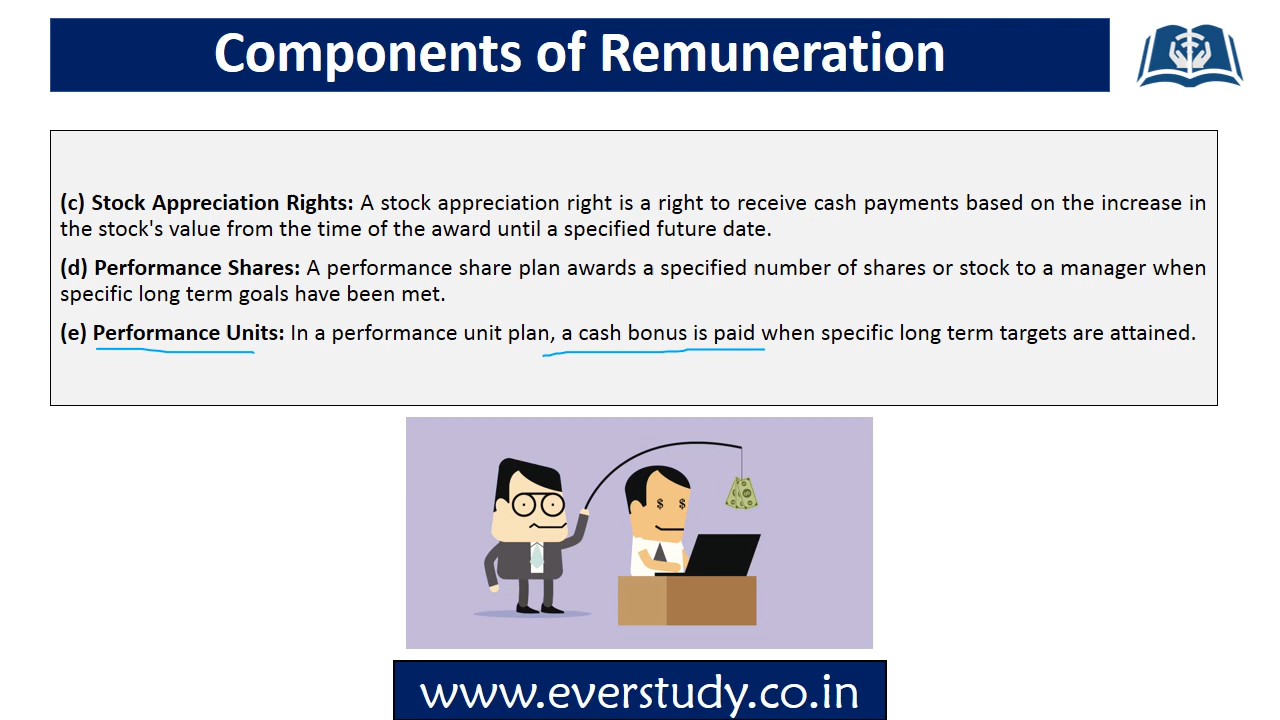 Components of Remuneration
(c) Stock Appreciation Rights: A stock appreciation right is a right to receive cash payments based on the increase in
the stock's value from the time of the award until a specified future date.
(d) Performance Shares: A performance share plan awards a specified number of shares or stock to a manager when
specific long term goals have been met.
(e) Performance Units: In a performance unit plan, a cash bonus is paid when specific long term targets are attained.
$ $
www.everstudy.co.in